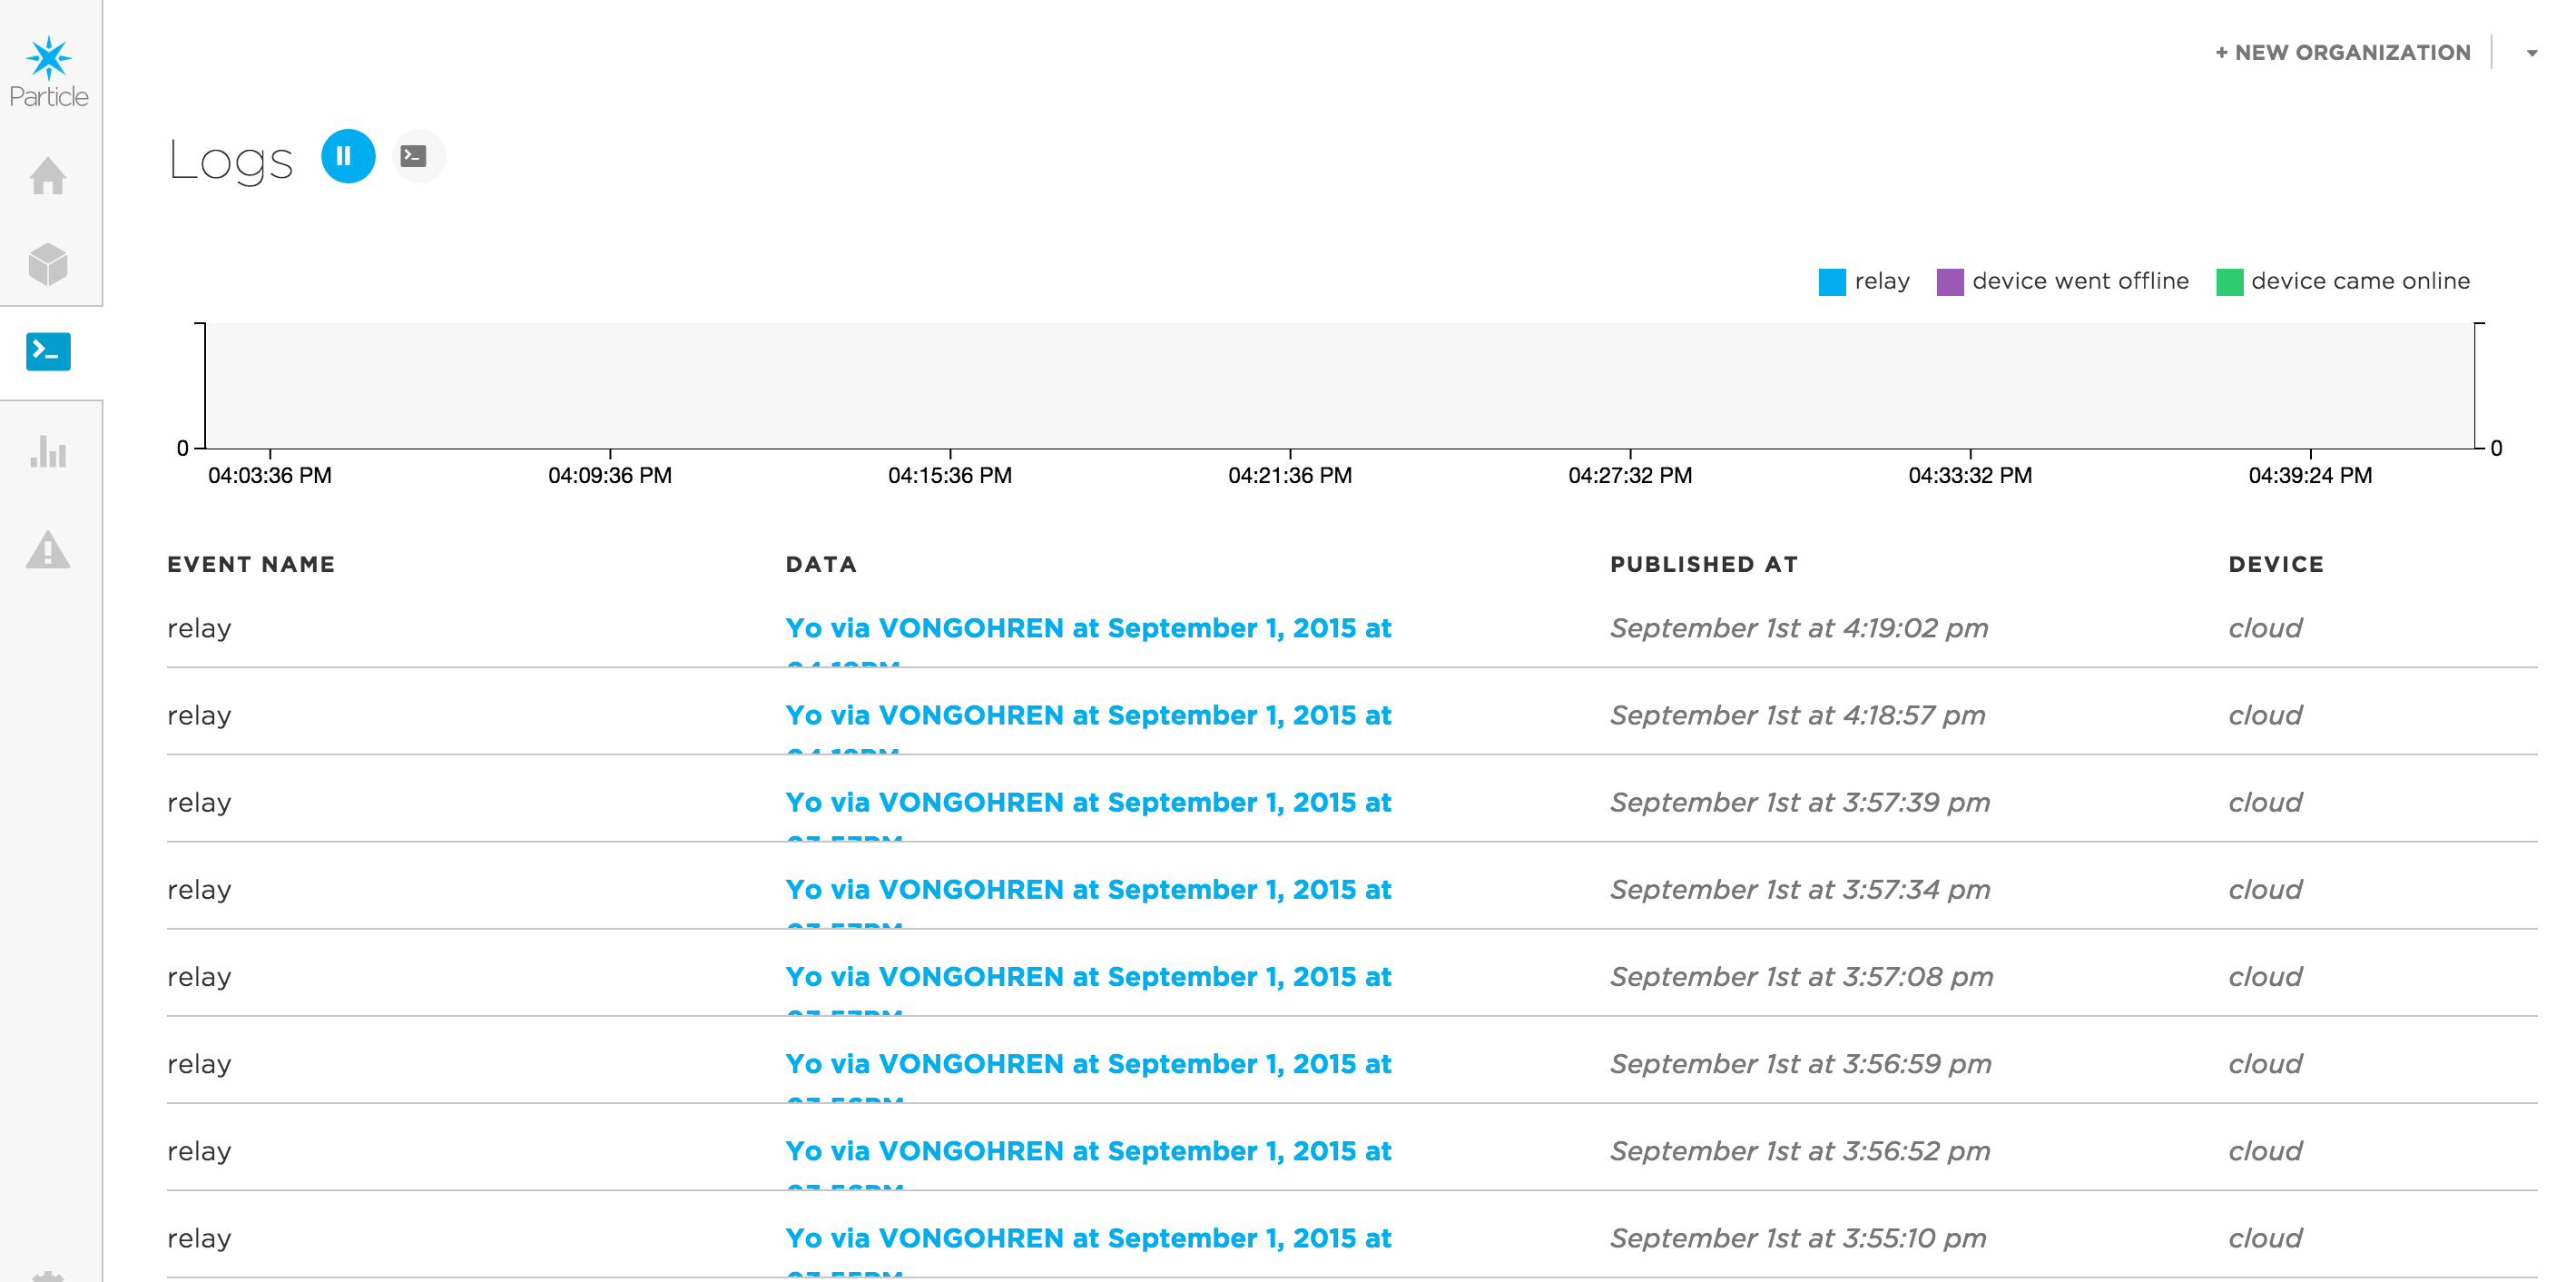 Particle
+ NEW ORGANIZATION
Logs
relay device went offline device came online
0 0
04:03:36 PM 04:09:36 PM 04:15:36 PM 04:21:36 PM 04:27:32 PM 04:33:32 PM 04:39:24 PM
EVENT NAME DATA PUBLISHED AT DEVICE
relay Yo via VONGOHREN at September 1, 2015 at September 1st at 4:19:02 pm cloud
relay Yo via VONGOHREN at September 1, 2015 at September 1st at 4:18:57 pm cloud
relay Yo via VONGOHREN at September 1, 2015 at September 1st at 3:57:39 pm cloud
relay Yo via VONGOHREN at September 1, 2015 at September 1st at 3:57:34 pm cloud
relay Yo via VONGOHREN at September 1, 2015 at September 1st at 3:57:08 pm cloud
relay Yo via VONGOHREN at September 1, 2015 at September 1st at 3:56:59 pm cloud
relay Yo via VONGOHREN at September 1, 2015 at September 1st at 3:56:52 pm cloud
relay Yo via VONGOHREN at September 1, 2015 at September 1st at 3:55:10 pm cloud